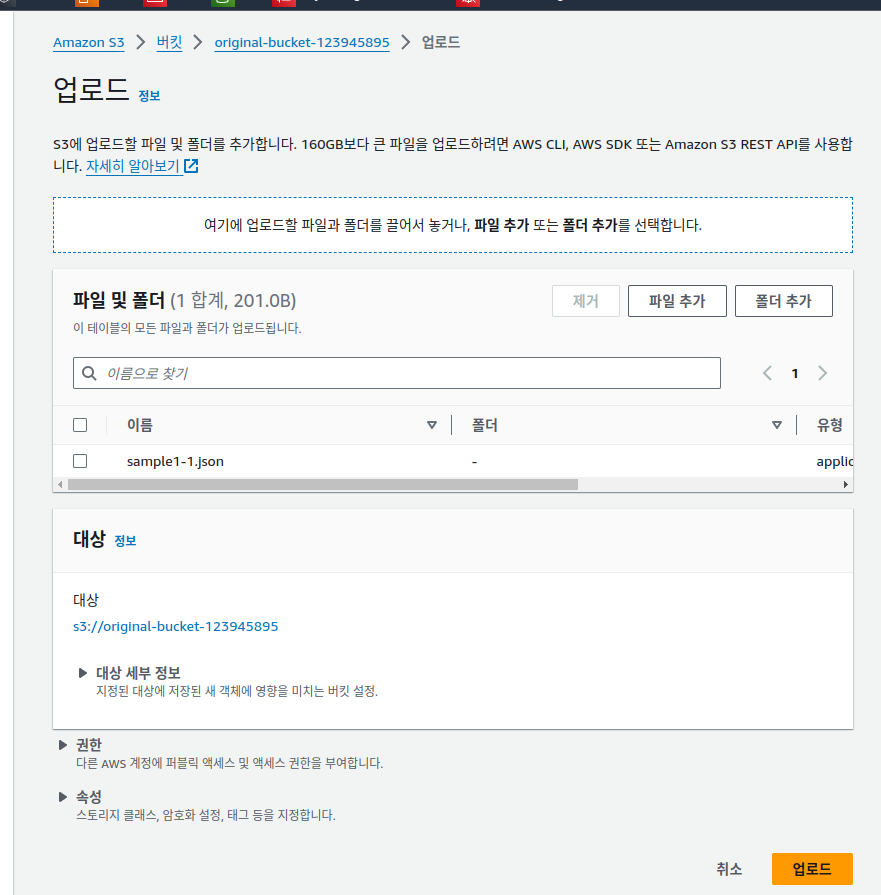 Amazon S3 > 버킷 > original-bucket-123945895 > 업로드
업로드 정보
S3에 업로드할 파일 및 폴더를 추가합니다. 160GB보다 큰 파일을 업로드하려면 AWS CLI, AWS SDK 또는 Amazon S3 REST API를 사용합
니다. 자세히 알아보기
여기에 업로드할 파일과 폴더를 끌어서 놓거나, 파일 추가 또는 폴더 추가를 선택합니다.
파일 및 폴더 (1 합계, 201.0B)
제거 파일 추가 폴더 추가
이 테이블의 모든 파일과 폴더가 업로드됩니다.
이름으로 찾기
1
이름 폴더 유형
sample1-1.json - applic
대상 정보
대상
s3://original-bucket-123945895
대상 세부 정보
지정된 대상에 저장된 새 객체에 영향을 미치는 버킷 설정.
권한
다른 AWS 계정에 퍼블릭 액세스 및 액세스 권한을 부여합니다.
속성
스토리지 클래스, 암호화 설정, 태그 등을 지정합니다.
취소 업로드